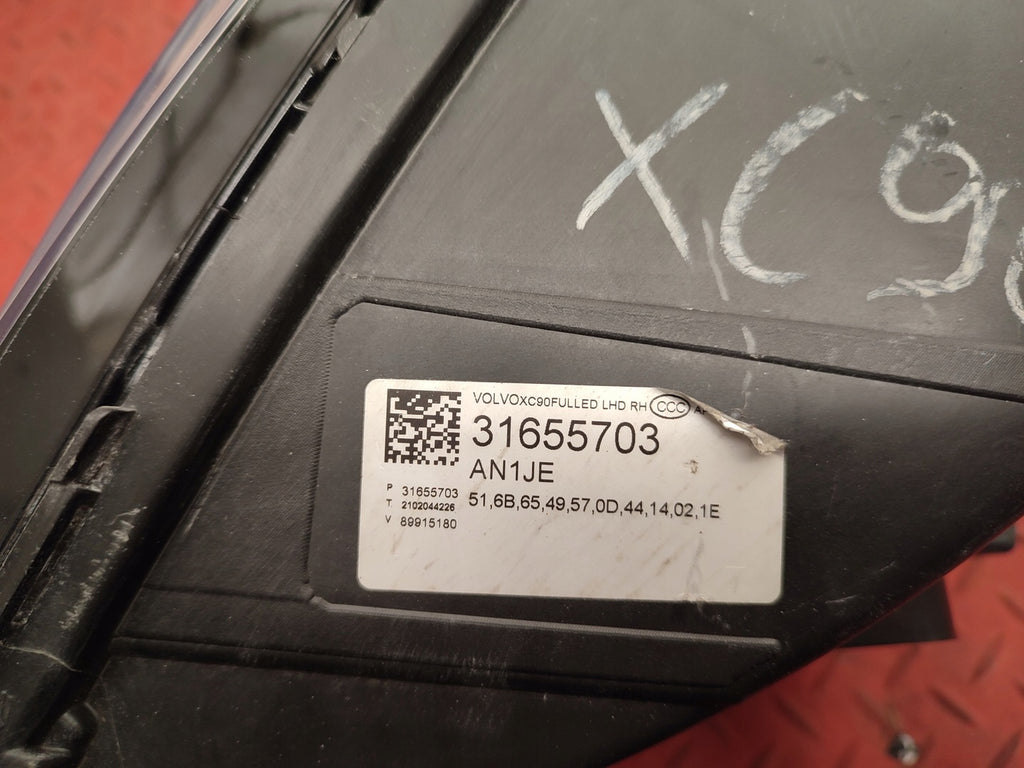 XC90
VOLVOXC90FULLED LHD RH CCC
31655703
AN1JE
P 31655703
T 2102044226
V 89915180
51,6B,65,49,57,0D,44,14,02,1E